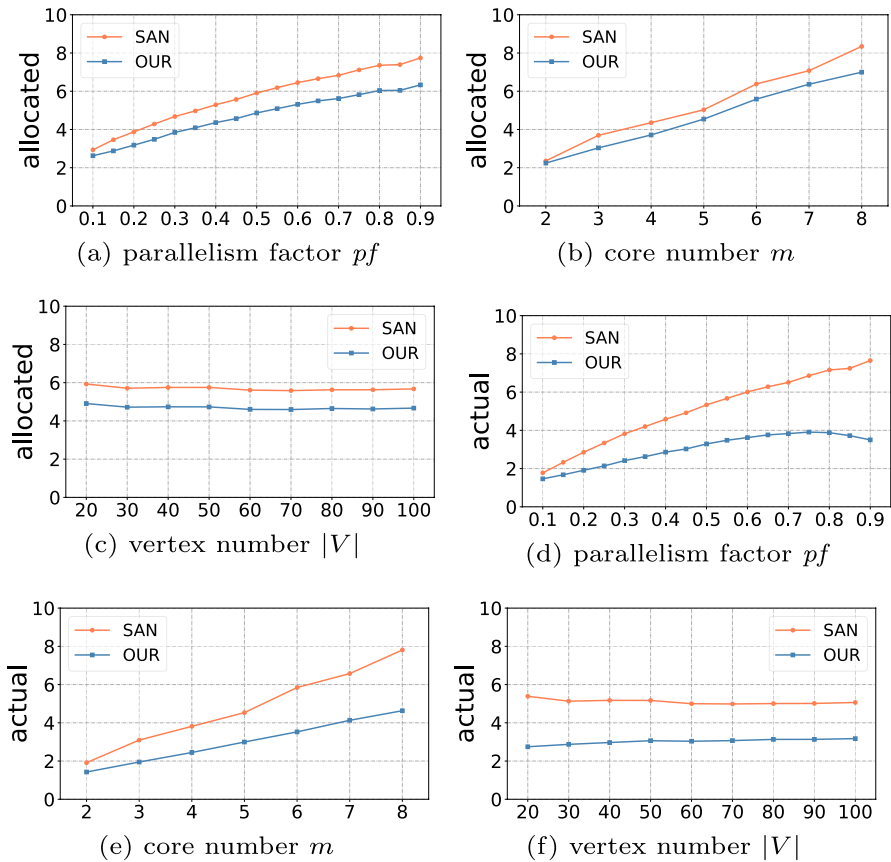 10
8
6
4
2
0
allocated
SAN
OUR
0.1 0.2 0.3 0.4 0.5 0.6 0.7 0.8 0.9
(a) parallelism factor pf
10
8
6
4
2
0
allocated
SAN
OUR
2 3 4 5 6 7 8
(b) core number m
10
8
6
4
2
0
allocated
SAN
OUR
20 30 40 50 60 70 80 90 100
(c) vertex number |V|
10
8
6
4
2
0
actual
SAN
OUR
0.1 0.2 0.3 0.4 0.5 0.6 0.7 0.8 0.9
(d) parallelism factor pf
10
8
6
4
2
0
actual
SAN
OUR
2 3 4 5 6 7 8
(e) core number m
10
8
6
4
2
0
actual
SAN
OUR
20 30 40 50 60 70 80 90 100
(f) vertex number |V|